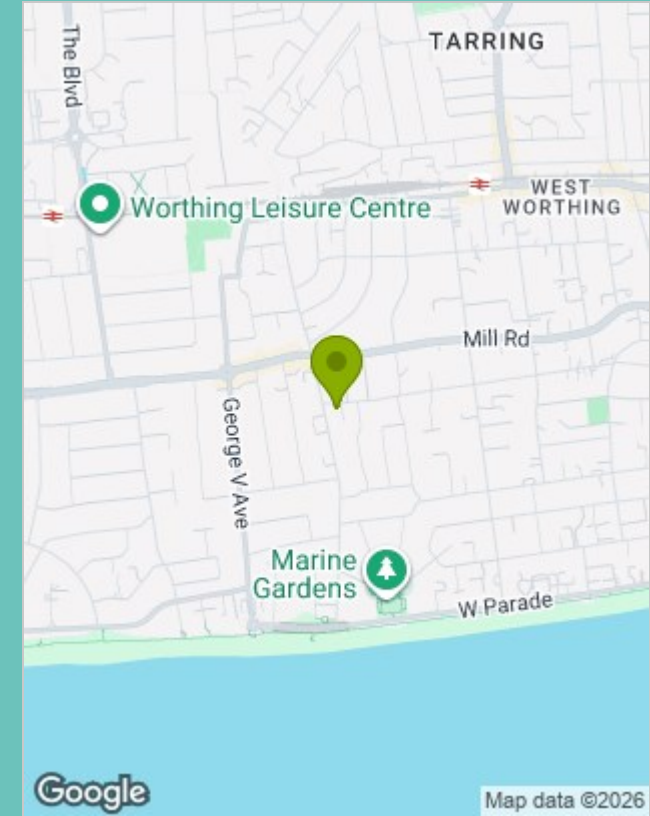 The Blvd
TARRING
WEST
WORTHING
Worthing Leisure Centre
Mill Rd
George V Ave
Marine
Gardens
W Parade
Google
Map data ©2026